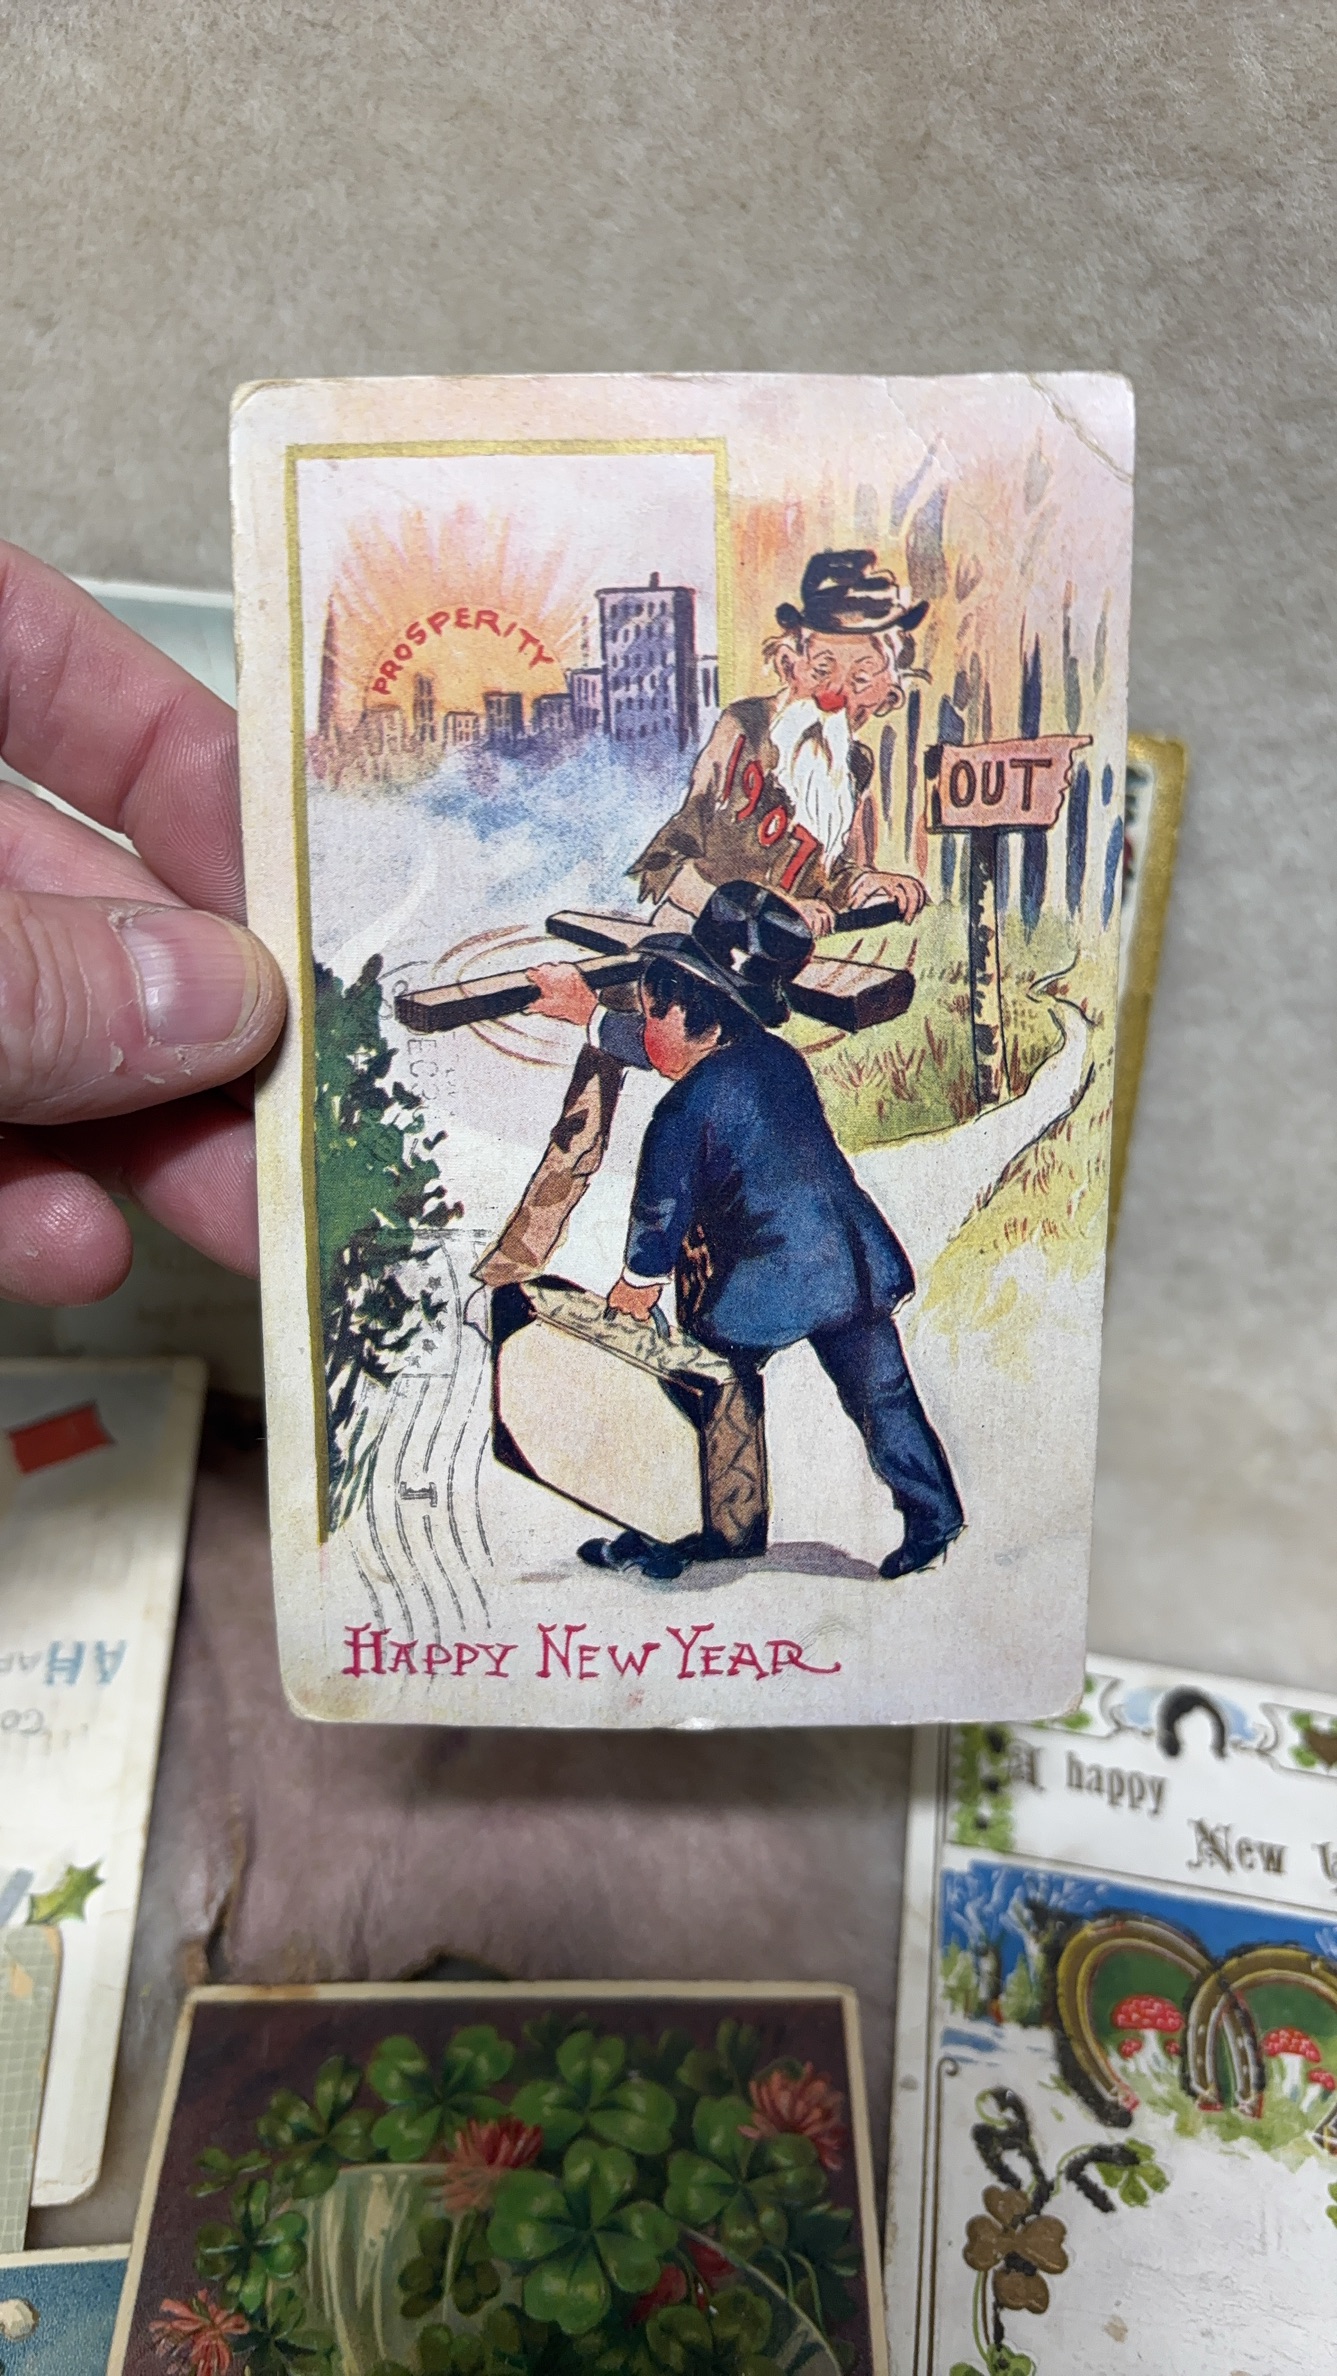 PROSPERITY
1907
OUT
HAPPY NEW YEAR
A happy
New